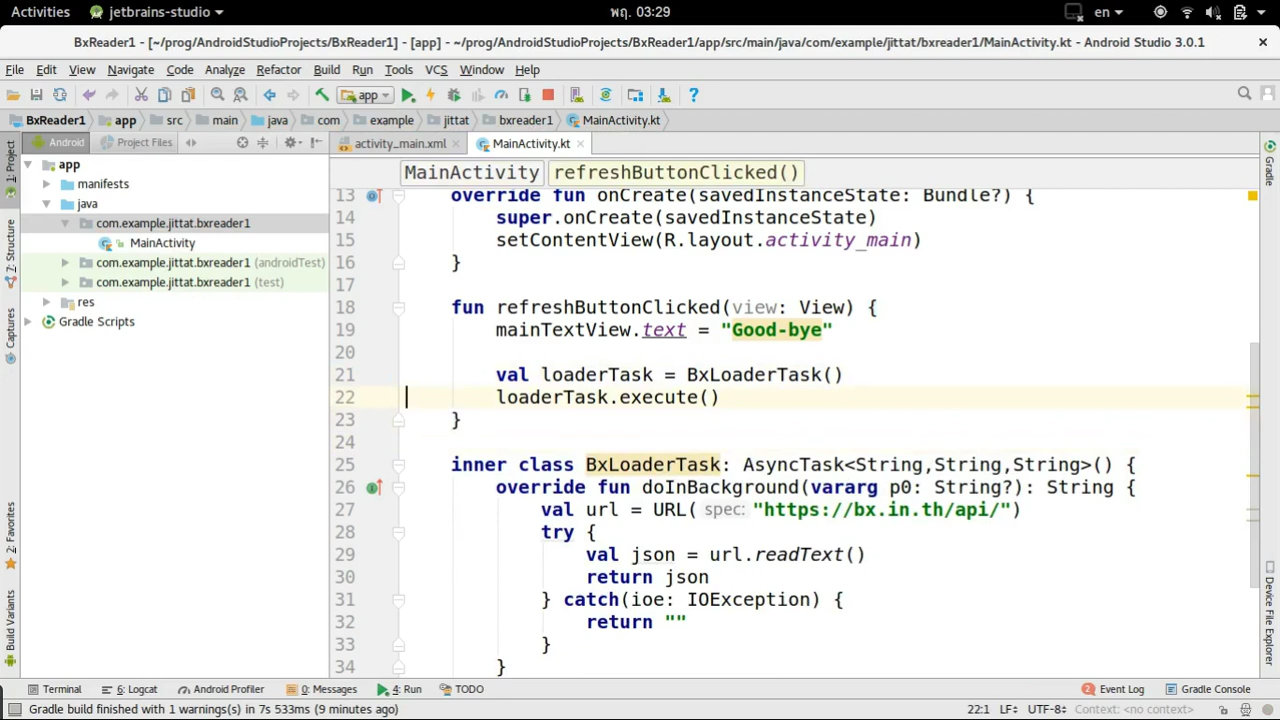 Activities jetbrains-studio พฤ. 03:29 en
BxReader1 - [~/prog/AndroidStudioProjects/BxReader1] - [app] - ~/prog/AndroidStudioProjects/BxReader1/app/src/main/java/com/example/jittat/bxreader1/MainActivity.kt - Android Studio 3.0.1
File Edit View Navigate Code Analyze Refactor Build Run Tools VCS Window Help
app
BxReader1 app src main java com example jittat bxreader1 MainActivity.kt
Android Project Files activity_main.xml MainActivity.kt
1: Project
7: Structure
Captures
2: Favorites
Build Variants
app
manifests
java
com.example.jittat.bxreader1
MainActivity
com.example.jittat.bxreader1 (androidTest)
com.example.jittat.bxreader1 (test)
res
Gradle Scripts
MainActivity refreshButtonClicked()
13 override fun onCreate(savedInstanceState: Bundle?) {
14 super.onCreate(savedInstanceState)
15 setContentView(R.layout.activity_main)
16 }
17
18 fun refreshButtonClicked(view: View) {
19 mainTextView.text = "Good-bye"
20
21 val loaderTask = BxLoaderTask()
22 loaderTask.execute()
23 }
24
25 inner class BxLoaderTask: AsyncTask<String,String,String>() {
26 override fun doInBackground(vararg p0: String?): String {
27 val url = URL( spec: "https://bx.in.th/api/")
28 try {
29 val json = url.readText()
30 return json
31 } catch(ioe: IOException) {
32 return ""
33 }
34 }
Gradle
Device File Explorer
Terminal 6: Logcat Android Profiler 0: Messages 4: Run TODO 2 Event Log Gradle Console
Gradle build finished with 1 warnings(s) in 7s 533ms (9 minutes ago) 22:1 LF UTF-8 Context: <no context>